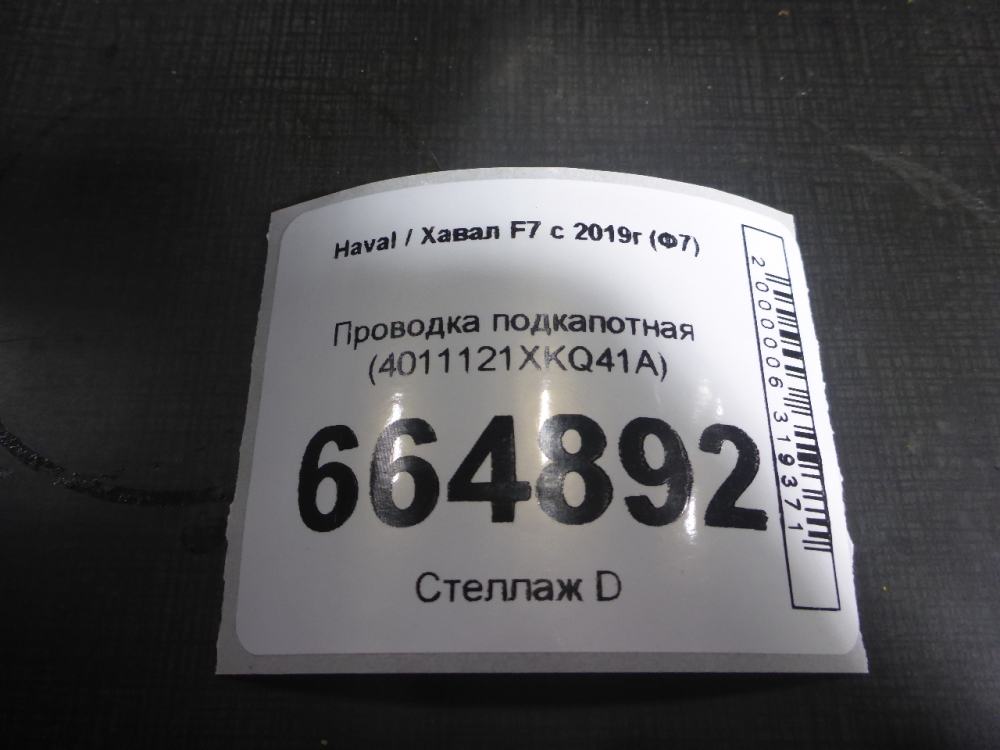 Haval / Хавал F7 с 2019г (Ф7)
Проводка подкапотная
(4011121XKQ41A)
664892
Стеллаж D
2000006319371